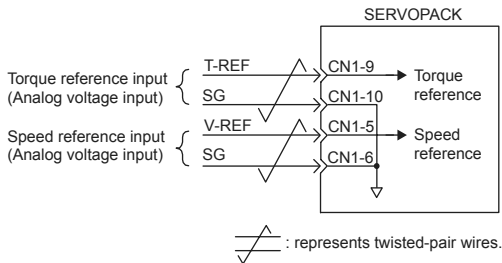 SERVOPACK
Torque reference input
(Analog voltage input)
T-REF
CN1-9
Torque
reference
SG
CN1-10
Speed reference input
(Analog voltage input)
V-REF
CN1-5
Speed
reference
SG
CN1-6
: represents twisted-pair wires.